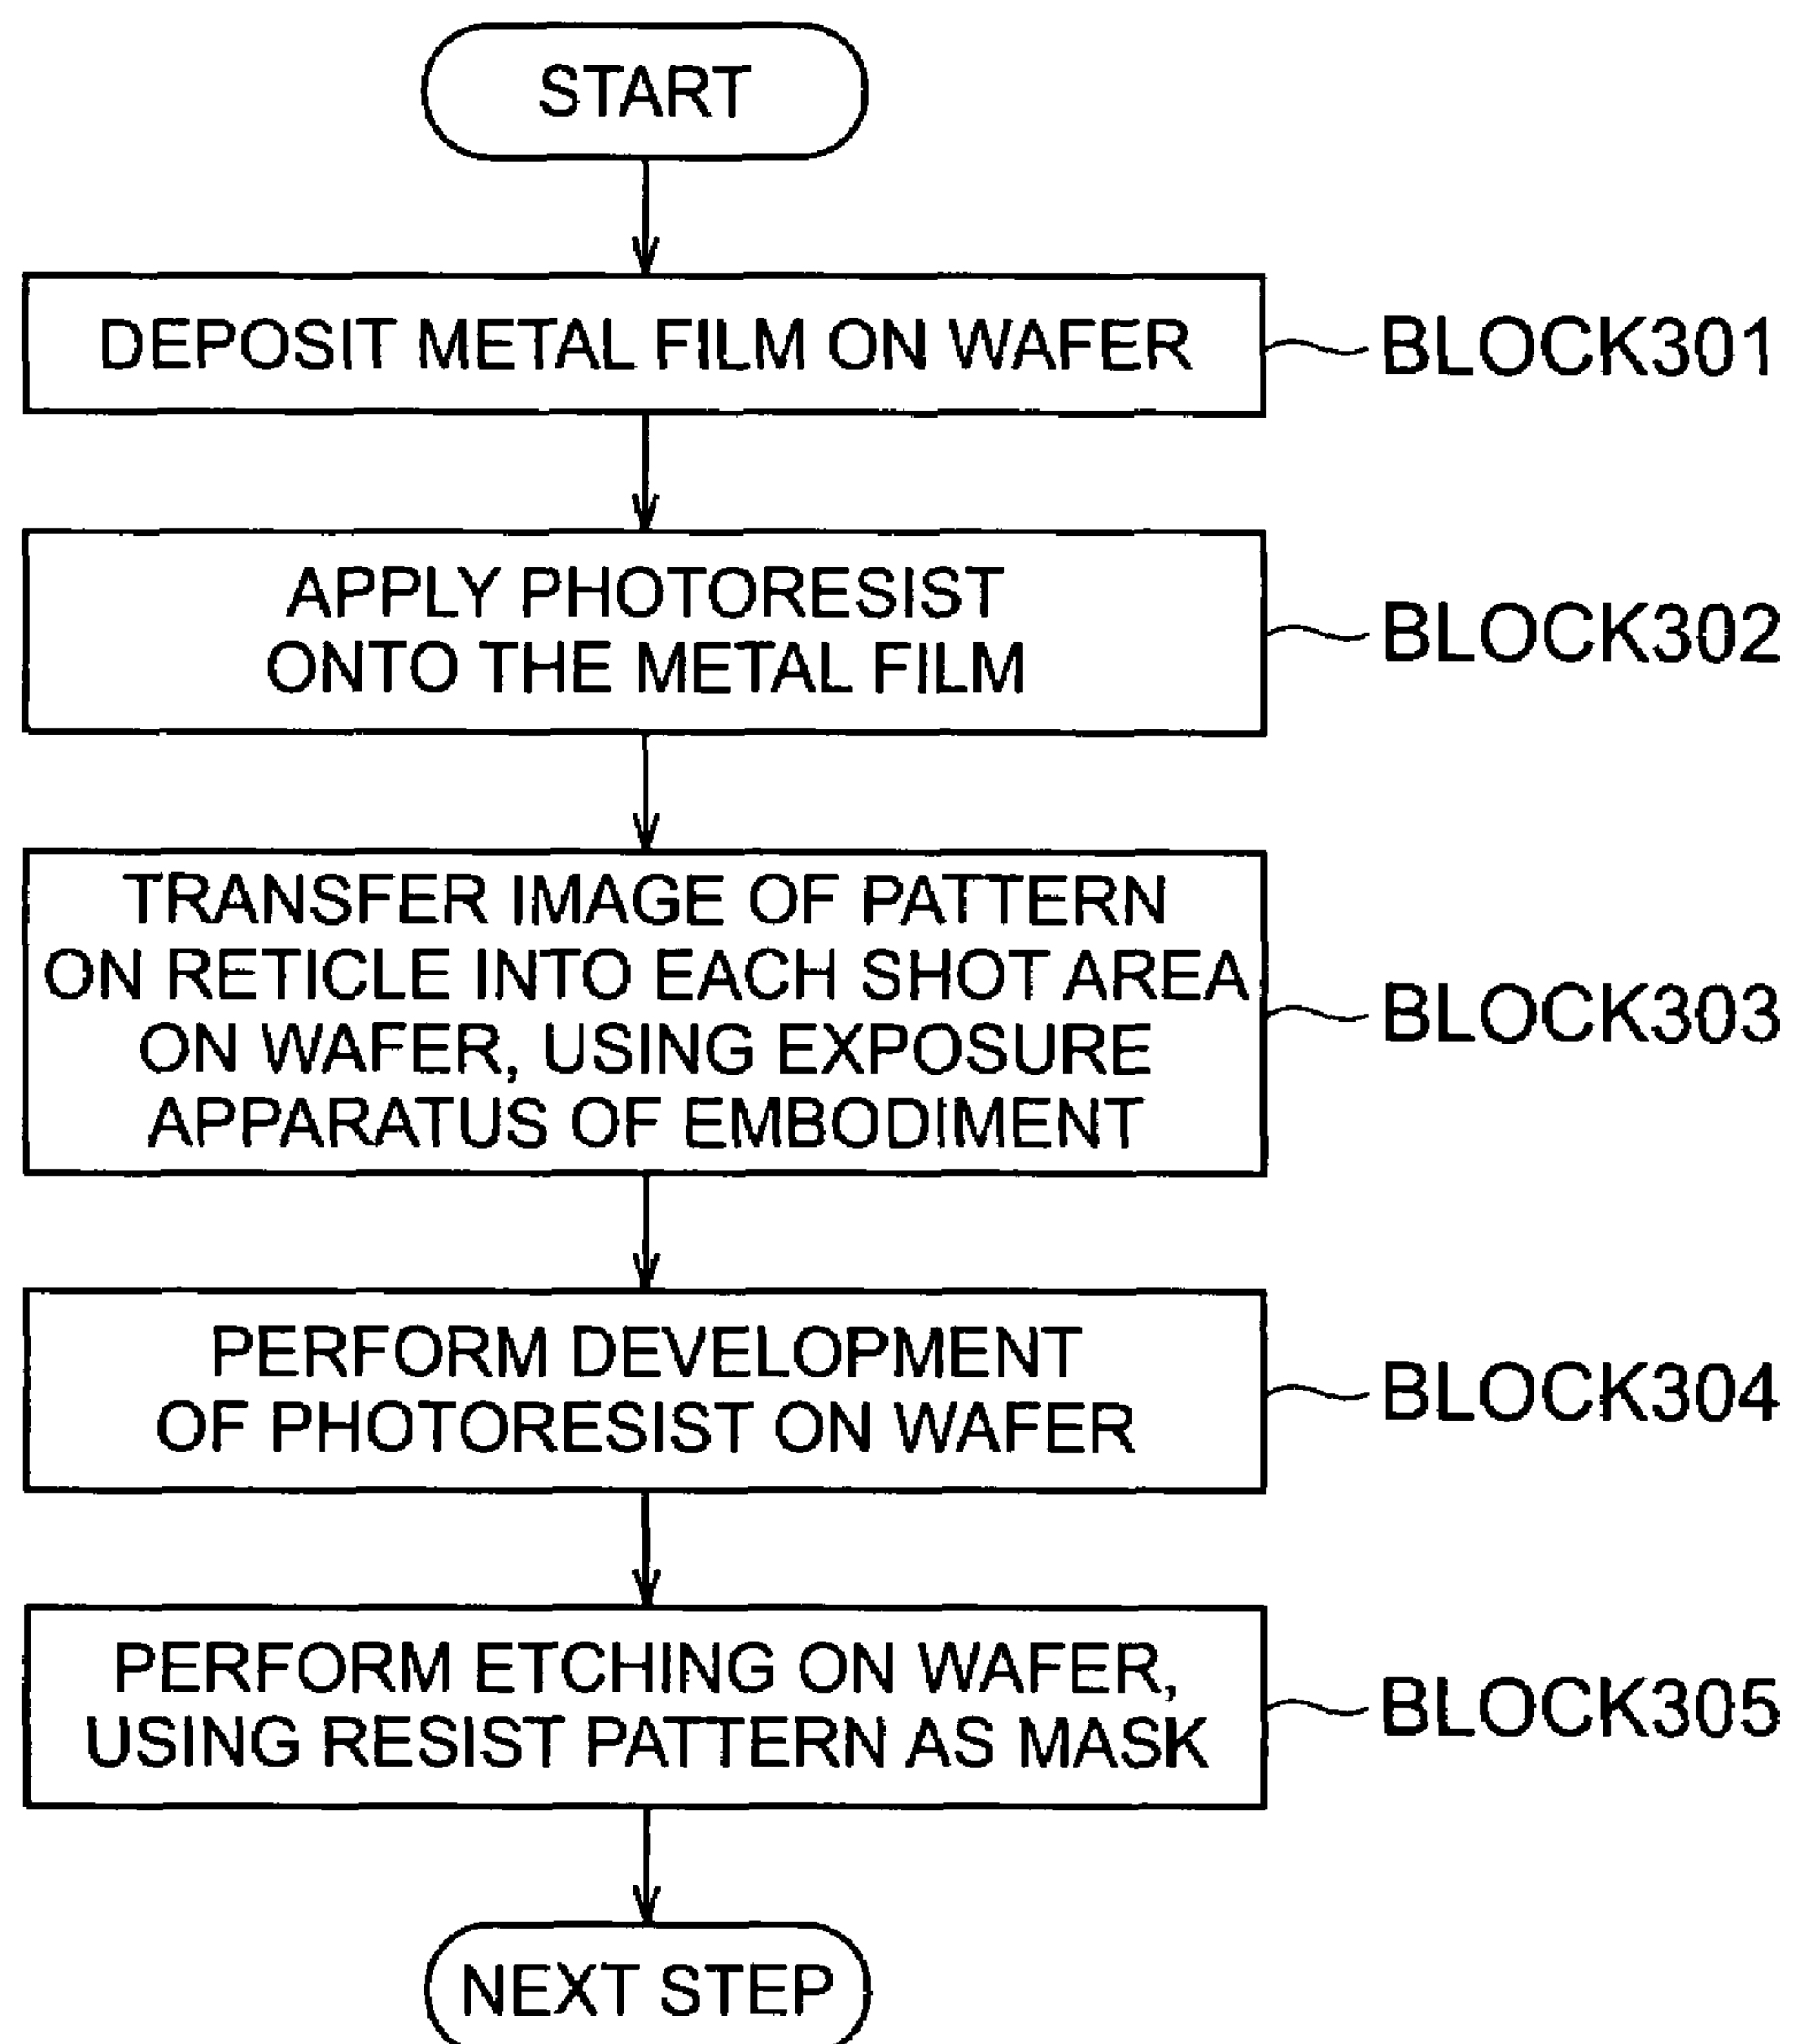 START
DEPOSIT METAL FILM ON WAFER
BLOCK301
APPLY PHOTORESIST
ONTO THE METAL FILM
BLOCK302
TRANSFER IMAGE OF PATTERN
ON RETICLE INTO EACH SHOT AREA
ON WAFER, USING EXPOSURE
APPARATUS OF EMBODIMENT
BLOCK303
PERFORM DEVELOPMENT
OF PHOTORESIST ON WAFER
BLOCK304
PERFORM ETCHING ON WAFER,
USING RESIST PATTERN AS MASK
BLOCK305
NEXT STEP